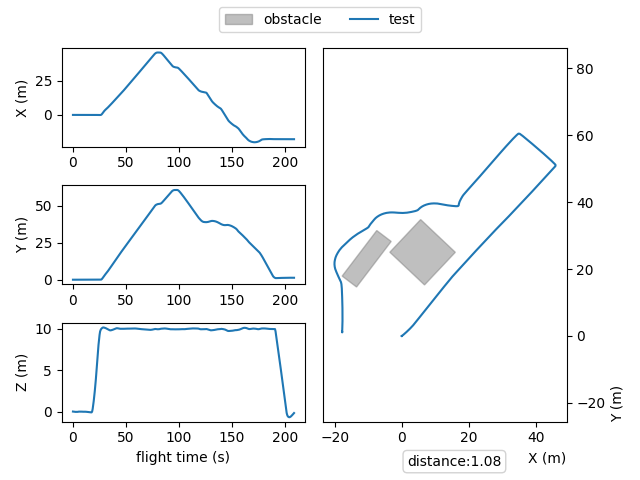 obstacle test
X (m)
25
0
0 50 100 150 200
Y (m)
50
25
0
0 50 100 150 200
Z (m)
10
5
0
0 50 100 150 200
flight time (s)
80
60
40
20
0
−20
Y (m)
−20 0 20 40
X (m)
distance:1.08